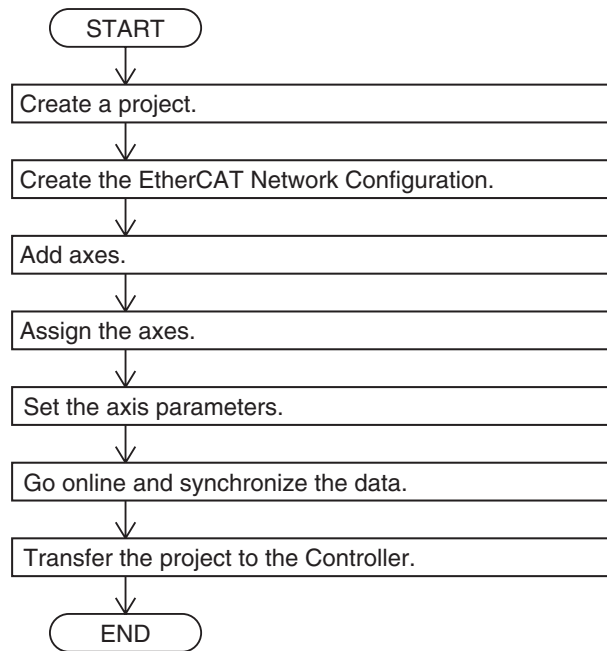 START
Create a project.
Create the EtherCAT Network Configuration.
Add axes.
Assign the axes.
Set the axis parameters.
Go online and synchronize the data.
Transfer the project to the Controller.
END